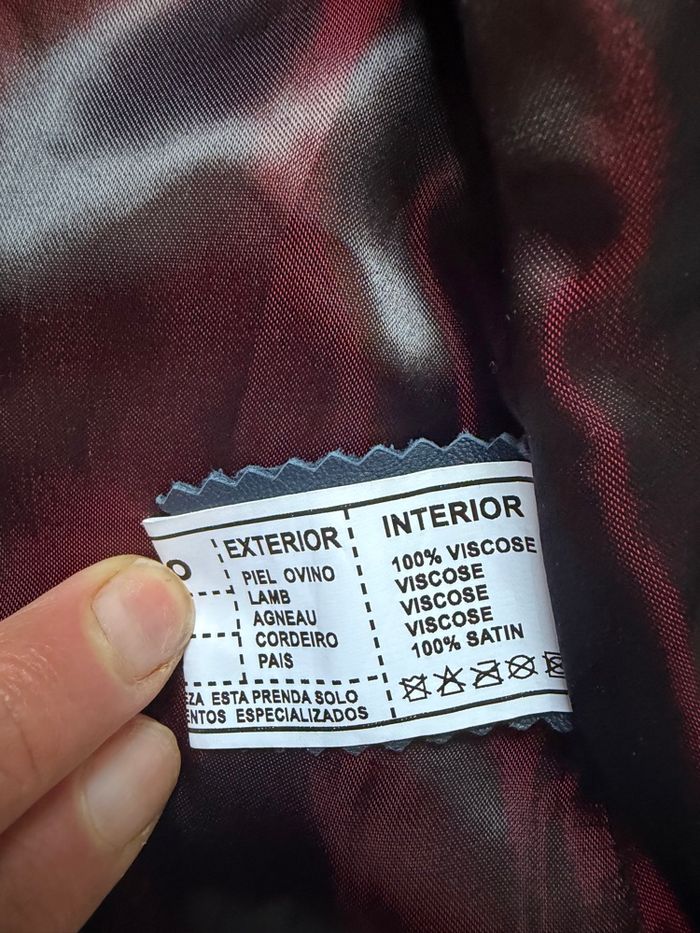 O
EXTERIOR
PIEL OVINO
LAMB
AGNEAU
CORDEIRO
PAIS
EZA ESTA PRENDA SOLO
ENTOS ESPECIALIZADOS
INTERIOR
100% VISCOSE
VISCOSE
VISCOSE
VISCOSE
100% SATIN